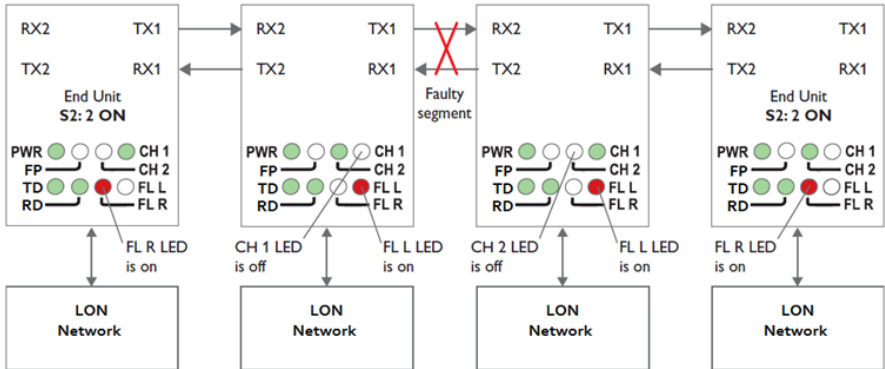 RX2 TX1
TX2 RX1
End Unit
S2: 2 ON
PWR CH 1
FP CH 2
TD FL L
RD FL R
FL R LED
is on
LON
Network
RX2 TX1
TX2 RX1
PWR CH 1
FP CH 2
TD FL L
RD FL R
CH 1 LED
is off
FL L LED
is on
LON
Network
Faulty
segment
RX2 TX1
TX2 RX1
PWR CH 1
FP CH 2
TD FL L
RD FL R
CH 2 LED
is off
FL L LED
is on
LON
Network
RX2 TX1
TX2 RX1
End Unit
S2: 2 ON
PWR CH 1
FP CH 2
TD FL L
RD FL R
FL R LED
is on
LON
Network